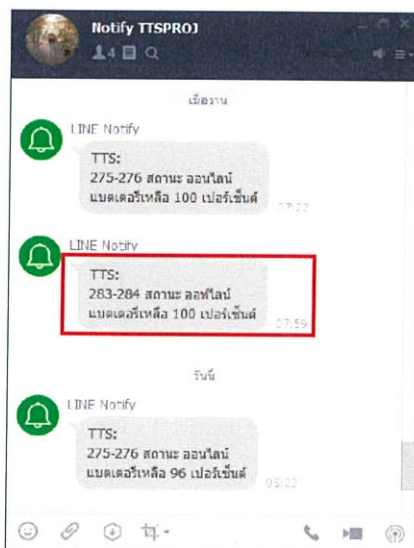 Notify TTSPROJ
4
เมื่อวาน
LINE Notify
TTS:
275-276 สถานะ ออนไลน์
แบตเตอรี่เหลือ 100 เปอร์เซ็นต์
07:22
LINE Notify
TTS:
283-284 สถานะ ออฟไลน์
แบตเตอรี่เหลือ 100 เปอร์เซ็นต์
07:59
วันนี้
LINE Notify
TTS:
275-276 สถานะ ออนไลน์
แบตเตอรี่เหลือ 96 เปอร์เซ็นต์
05:22